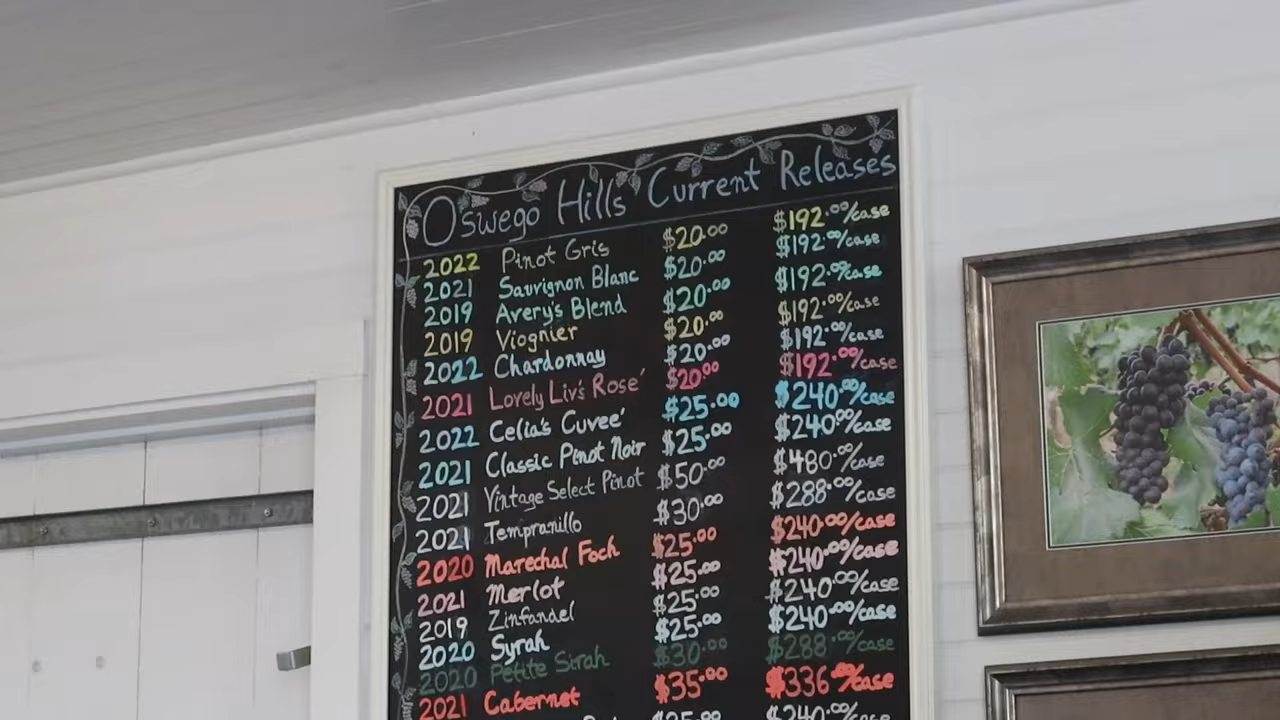 Oswego Hills' Current Releases
2022 Pinot Gris $20.00 $192.00/case
2021 Sauvignon Blanc $20.00 $192.00/case
2019 Avery's Blend $20.00 $192.00/case
2019 Viognier $20.00 $192.00/case
2022 Chardonnay $20.00 $192.00/case
2021 Lovely Liv's Rose' $20.00 $192.00/case
2022 Celia's Cuvee' $25.00 $240.00/case
2021 Classic Pinot Noir $25.00 $240.00/case
2021 Vintage Select Pinot $50.00 $480.00/case
2021 Tempranillo $30.00 $288.00/case
2020 Marechal Foch $25.00 $240.00/case
2021 Merlot $25.00 $240.00/case
2019 Zinfandel $25.00 $240.00/case
2020 Syrah $25.00 $240.00/case
2020 Petite Sirah $30.00 $288.00/case
2021 Cabernet $35.00 $336.00/case
$25.00 $240.00/case